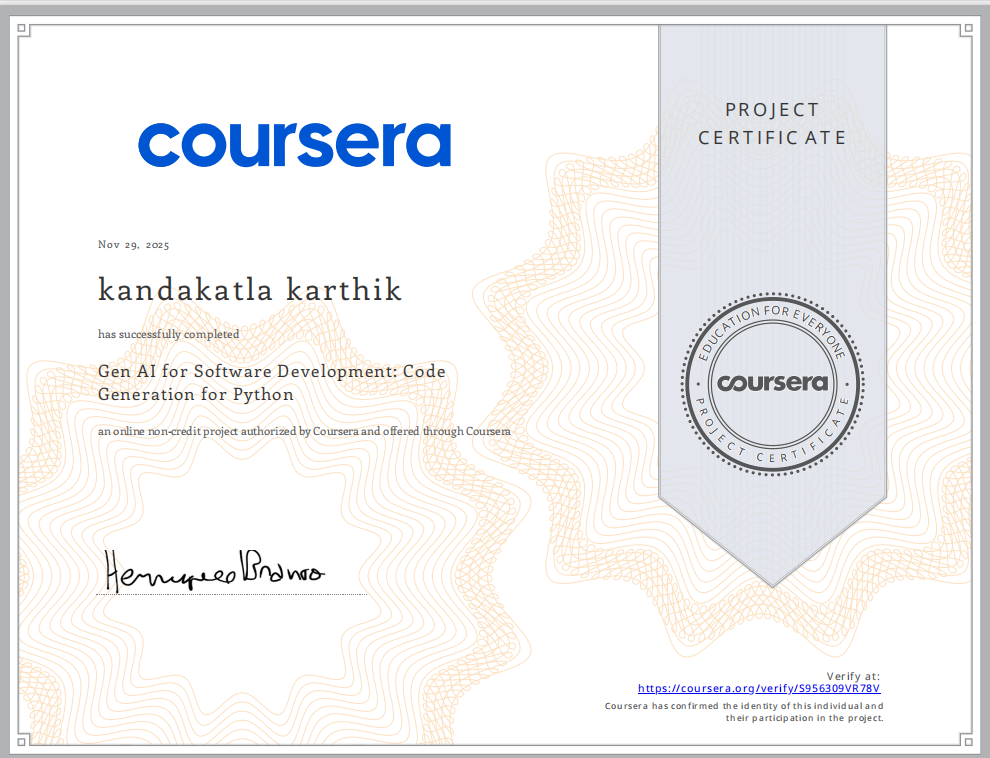 PROJECT
CERTIFICATE
coursera
Nov 29, 2025
kandakatla karthik
has successfully completed
Gen AI for Software Development: Code
Generation for Python
an online non-credit project authorized by Coursera and offered through Coursera
EDUCATION FOR EVERYONE
coursera
PROJECT CERTIFICATE
Verify at:
https://coursera.org/verify/S956309VR78V
Coursera has confirmed the identity of this individual and
their participation in the project.